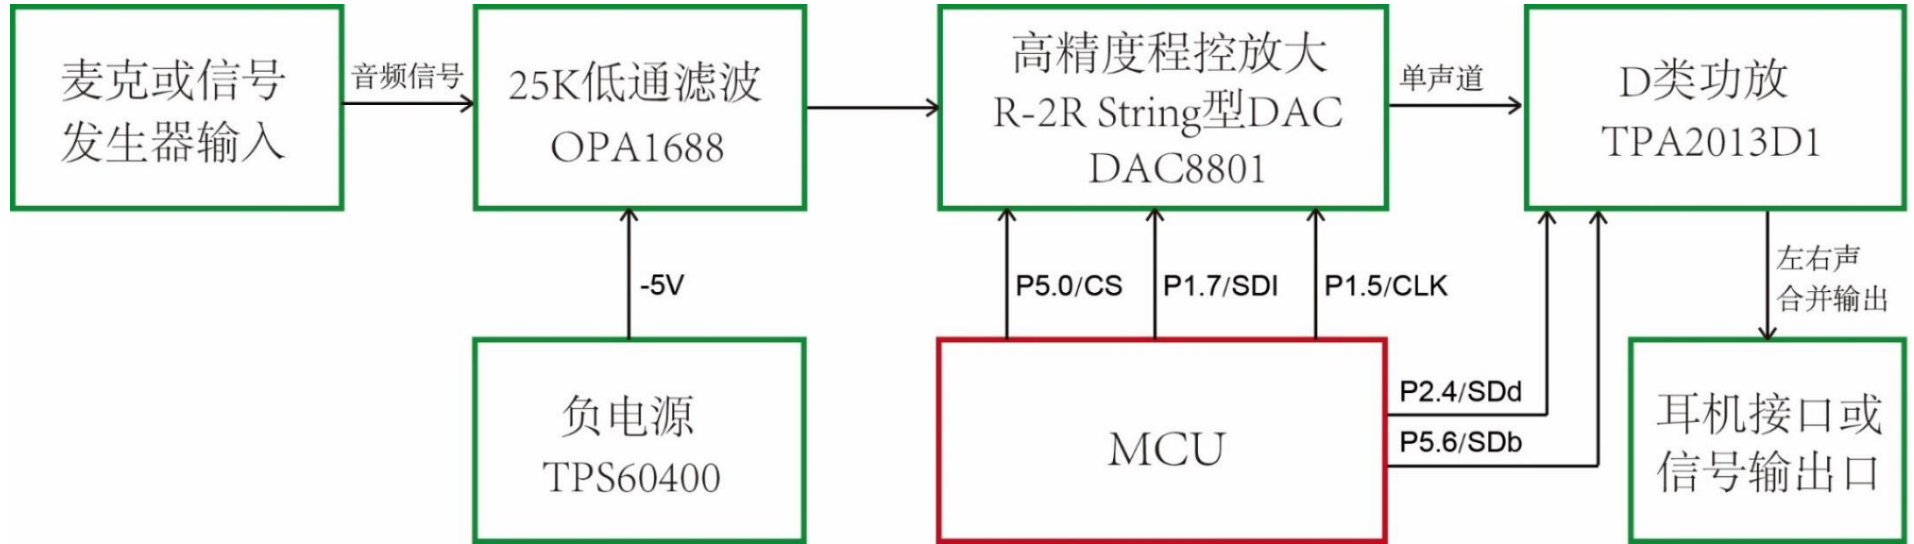 麦克或信号
发生器输入
音频信号
25K低通滤波
OPA1688
高精度程控放大
R-2R String型DAC
DAC8801
单声道
D类功放
TPA2013D1
-5V
P5.0/CS
P1.7/SDI
P1.5/CLK
左右声
合并输出
负电源
TPS60400
MCU
P2.4/SDd
P5.6/SDb
耳机接口或
信号输出口